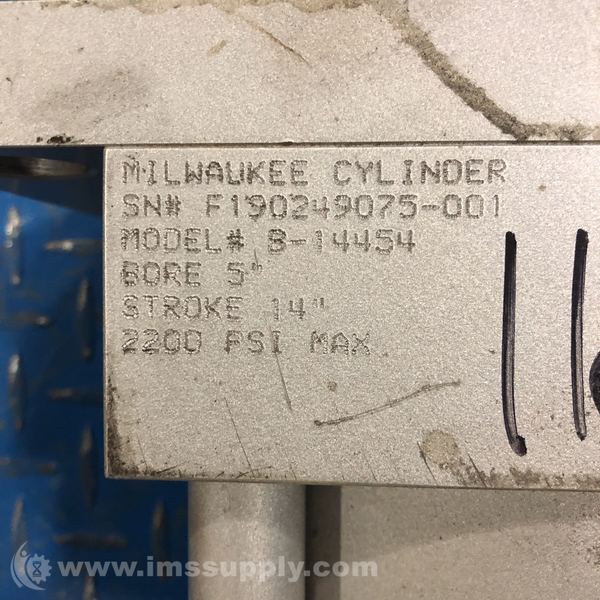 MILWAUKEE CYLINDER
SN# F190249075-001
MODEL# B-14454
BORE 5"
STROKE 14"
2200 PSI MAX
www.imssupply.com